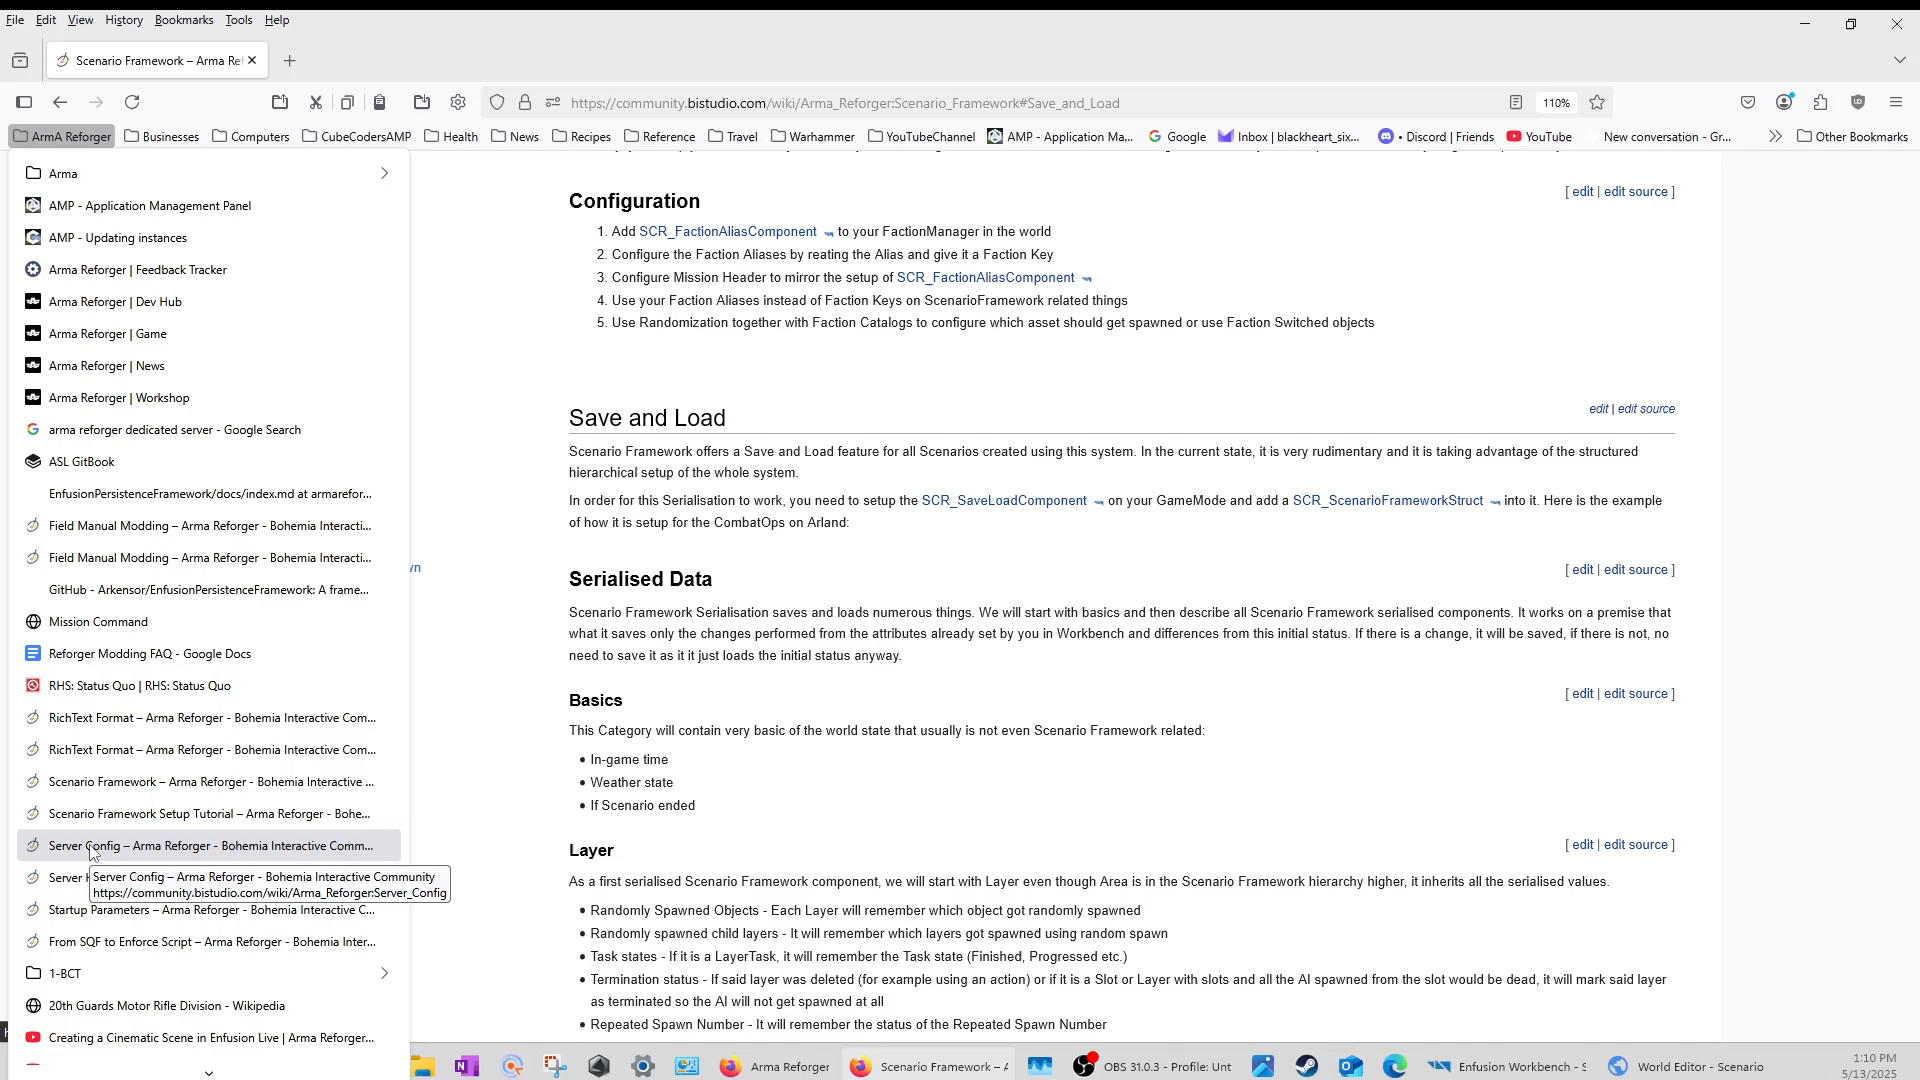 File Edit View History Bookmarks Tools Help
Scenario Framework – Arma Re
https://community.bistudio.com/wiki/Arma_Reforger:Scenario_Framework#Save_and_Load
110%
ArmA Reforger Businesses Computers CubeCodersAMP Health News Recipes Reference Travel Warhammer YouTubeChannel AMP - Application Ma... Google Inbox | blackheart_six... • Discord | Friends YouTube New conversation - Gr... Other Bookmarks
Arma
AMP - Application Management Panel
AMP - Updating instances
Arma Reforger | Feedback Tracker
Arma Reforger | Dev Hub
Arma Reforger | Game
Arma Reforger | News
Arma Reforger | Workshop
arma reforger dedicated server - Google Search
ASL GitBook
EnfusionPersistenceFramework/docs/index.md at armarefor...
Field Manual Modding – Arma Reforger - Bohemia Interacti...
Field Manual Modding – Arma Reforger - Bohemia Interacti...
GitHub - Arkensor/EnfusionPersistenceFramework: A frame...
Mission Command
Reforger Modding FAQ - Google Docs
RHS: Status Quo | RHS: Status Quo
RichText Format – Arma Reforger - Bohemia Interactive Com...
RichText Format – Arma Reforger - Bohemia Interactive Com...
Scenario Framework – Arma Reforger - Bohemia Interactive ...
Scenario Framework Setup Tutorial – Arma Reforger - Bohe...
Server Config – Arma Reforger - Bohemia Interactive Comm...
Server
Server Config – Arma Reforger - Bohemia Interactive Community
https://community.bistudio.com/wiki/Arma_Reforger:Server_Config
Startup Parameters – Arma Reforger - Bohemia Interactive C...
From SQF to Enforce Script – Arma Reforger - Bohemia Inter...
1-BCT
20th Guards Motor Rifle Division - Wikipedia
Creating a Cinematic Scene in Enfusion Live | Arma Reforger...
vn
Configuration [ edit | edit source ]
1. Add SCR_FactionAliasComponent to your FactionManager in the world
2. Configure the Faction Aliases by reating the Alias and give it a Faction Key
3. Configure Mission Header to mirror the setup of SCR_FactionAliasComponent
4. Use your Faction Aliases instead of Faction Keys on ScenarioFramework related things
5. Use Randomization together with Faction Catalogs to configure which asset should get spawned or use Faction Switched objects
Save and Load edit | edit source
Scenario Framework offers a Save and Load feature for all Scenarios created using this system. In the current state, it is very rudimentary and it is taking advantage of the structured
hierarchical setup of the whole system.
In order for this Serialisation to work, you need to setup the SCR_SaveLoadComponent on your GameMode and add a SCR_ScenarioFrameworkStruct into it. Here is the example
of how it is setup for the CombatOps on Arland:
Serialised Data [ edit | edit source ]
Scenario Framework Serialisation saves and loads numerous things. We will start with basics and then describe all Scenario Framework serialised components. It works on a premise that
what it saves only the changes performed from the attributes already set by you in Workbench and differences from this initial status. If there is a change, it will be saved, if there is not, no
need to save it as it it just loads the initial status anyway.
Basics [ edit | edit source ]
This Category will contain very basic of the world state that usually is not even Scenario Framework related:
• In-game time
• Weather state
• If Scenario ended
Layer [ edit | edit source ]
As a first serialised Scenario Framework component, we will start with Layer even though Area is in the Scenario Framework hierarchy higher, it inherits all the serialised values.
• Randomly Spawned Objects - Each Layer will remember which object got randomly spawned
• Randomly spawned child layers - It will remember which layers got spawned using random spawn
• Task states - If it is a LayerTask, it will remember the Task state (Finished, Progressed etc.)
• Termination status - If said layer was deleted (for example using an action) or if it is a Slot or Layer with slots and all the AI spawned from the slot would be dead, it will mark said layer
as terminated so the AI will not get spawned at all
• Repeated Spawn Number - It will remember the status of the Repeated Spawn Number
Arma Reforger Scenario Framework – A OBS 31.0.3 - Profile: Unt Enfusion Workbench - S World Editor - Scenario
1:10 PM
5/13/2025